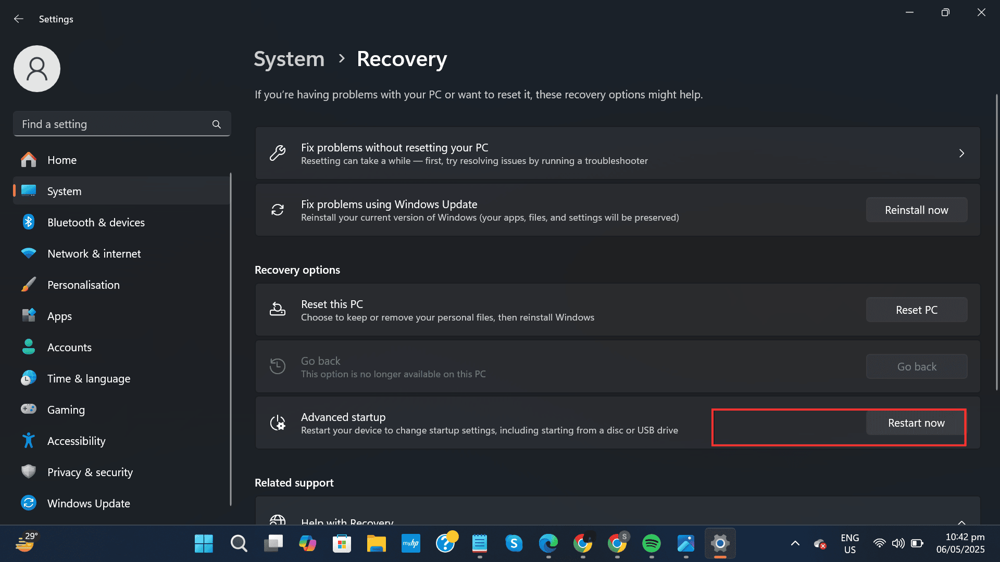 Settings
Find a setting
Home
System
Bluetooth & devices
Network & internet
Personalisation
Apps
Accounts
Time & language
Gaming
Accessibility
Privacy & security
Windows Update
System > Recovery
If you’re having problems with your PC or want to reset it, these recovery options might help.
Fix problems without resetting your PC
Resetting can take a while — first, try resolving issues by running a troubleshooter
Fix problems using Windows Update
Reinstall your current version of Windows (your apps, files, and settings will be preserved)
Reinstall now
Recovery options
Reset this PC
Choose to keep or remove your personal files, then reinstall Windows
Reset PC
Go back
This option is no longer available on this PC
Go back
Advanced startup
Restart your device to change startup settings, including starting from a disc or USB drive
Restart now
Related support
Help with Recovery
29°
myhp
?
S
S
ENG
US
10:42 pm
06/05/2025